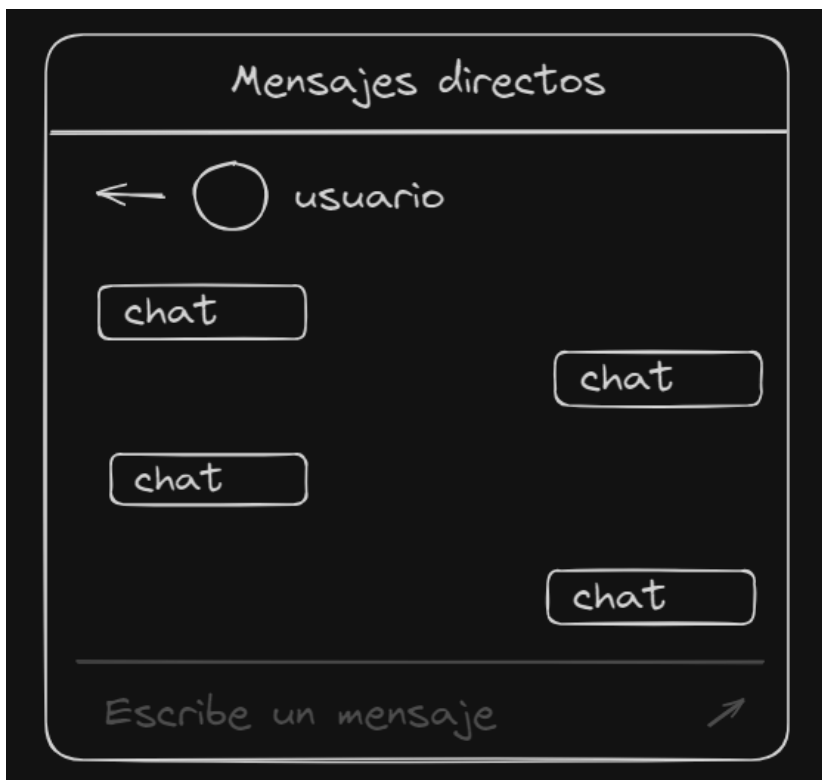 Mensajes directos
usuario
chat
chat
chat
chat
Escribe un mensaje